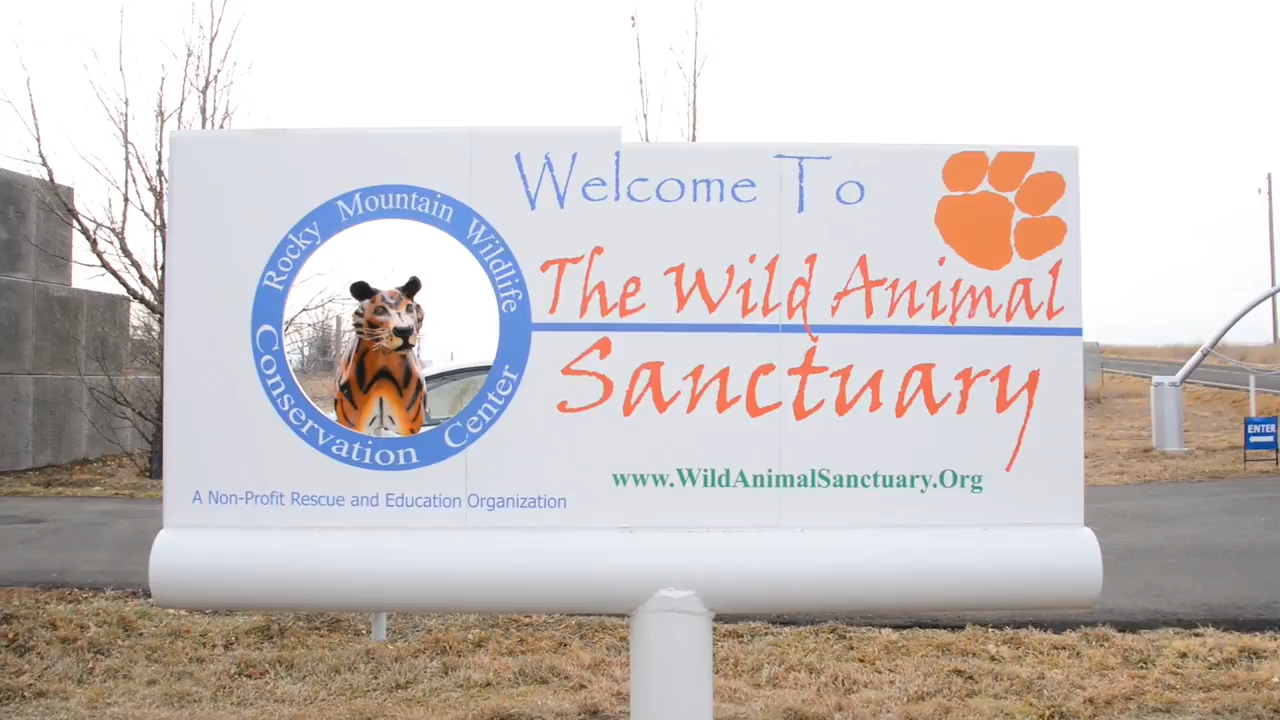 Welcome To
Rocky Mountain Wildlife
Conservation Center
The Wild Animal
Sanctuary
www.WildAnimalSanctuary.Org
A Non-Profit Rescue and Education Organization
ENTER